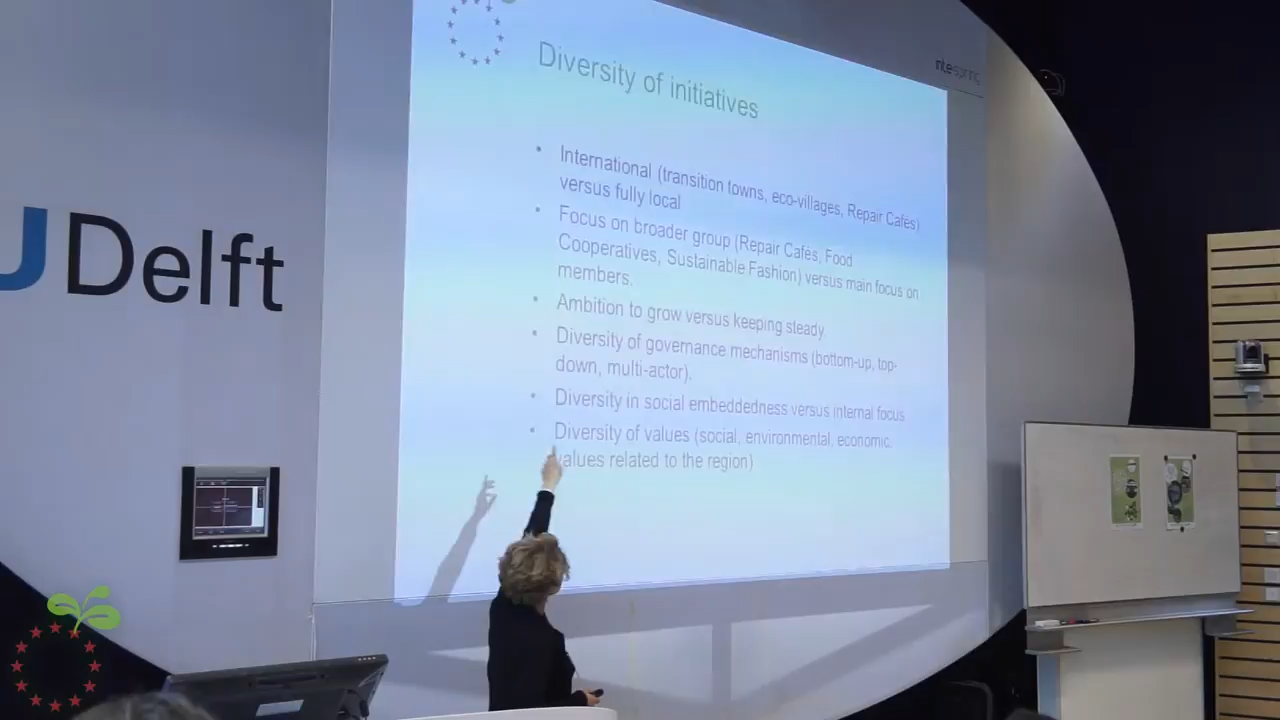 Diversity of initiatives
intespring
• International (transition towns, eco-villages, Repair Cafés)
versus fully local
• Focus on broader group (Repair Cafés, Food
Cooperatives, Sustainable Fashion) versus main focus on
members.
• Ambition to grow versus keeping steady.
• Diversity of governance mechanisms (bottom-up, top-
down, multi-actor).
• Diversity in social embeddedness versus internal focus
• Diversity of values (social, environmental, economic,
values related to the region)
UDelft